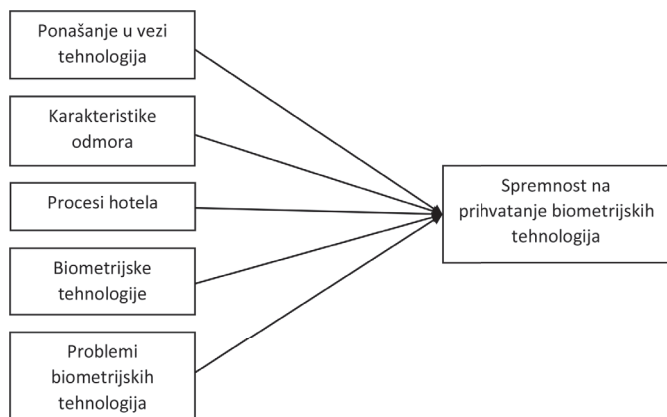 Ponašanje u vezi
tehnologija
Karakteristike
odmora
Procesi hotela
Biometrijske
tehnologije
Problemi
biometrijskih
tehnologija
Spremnost na
prihvatanje biometrijskih
tehnologija